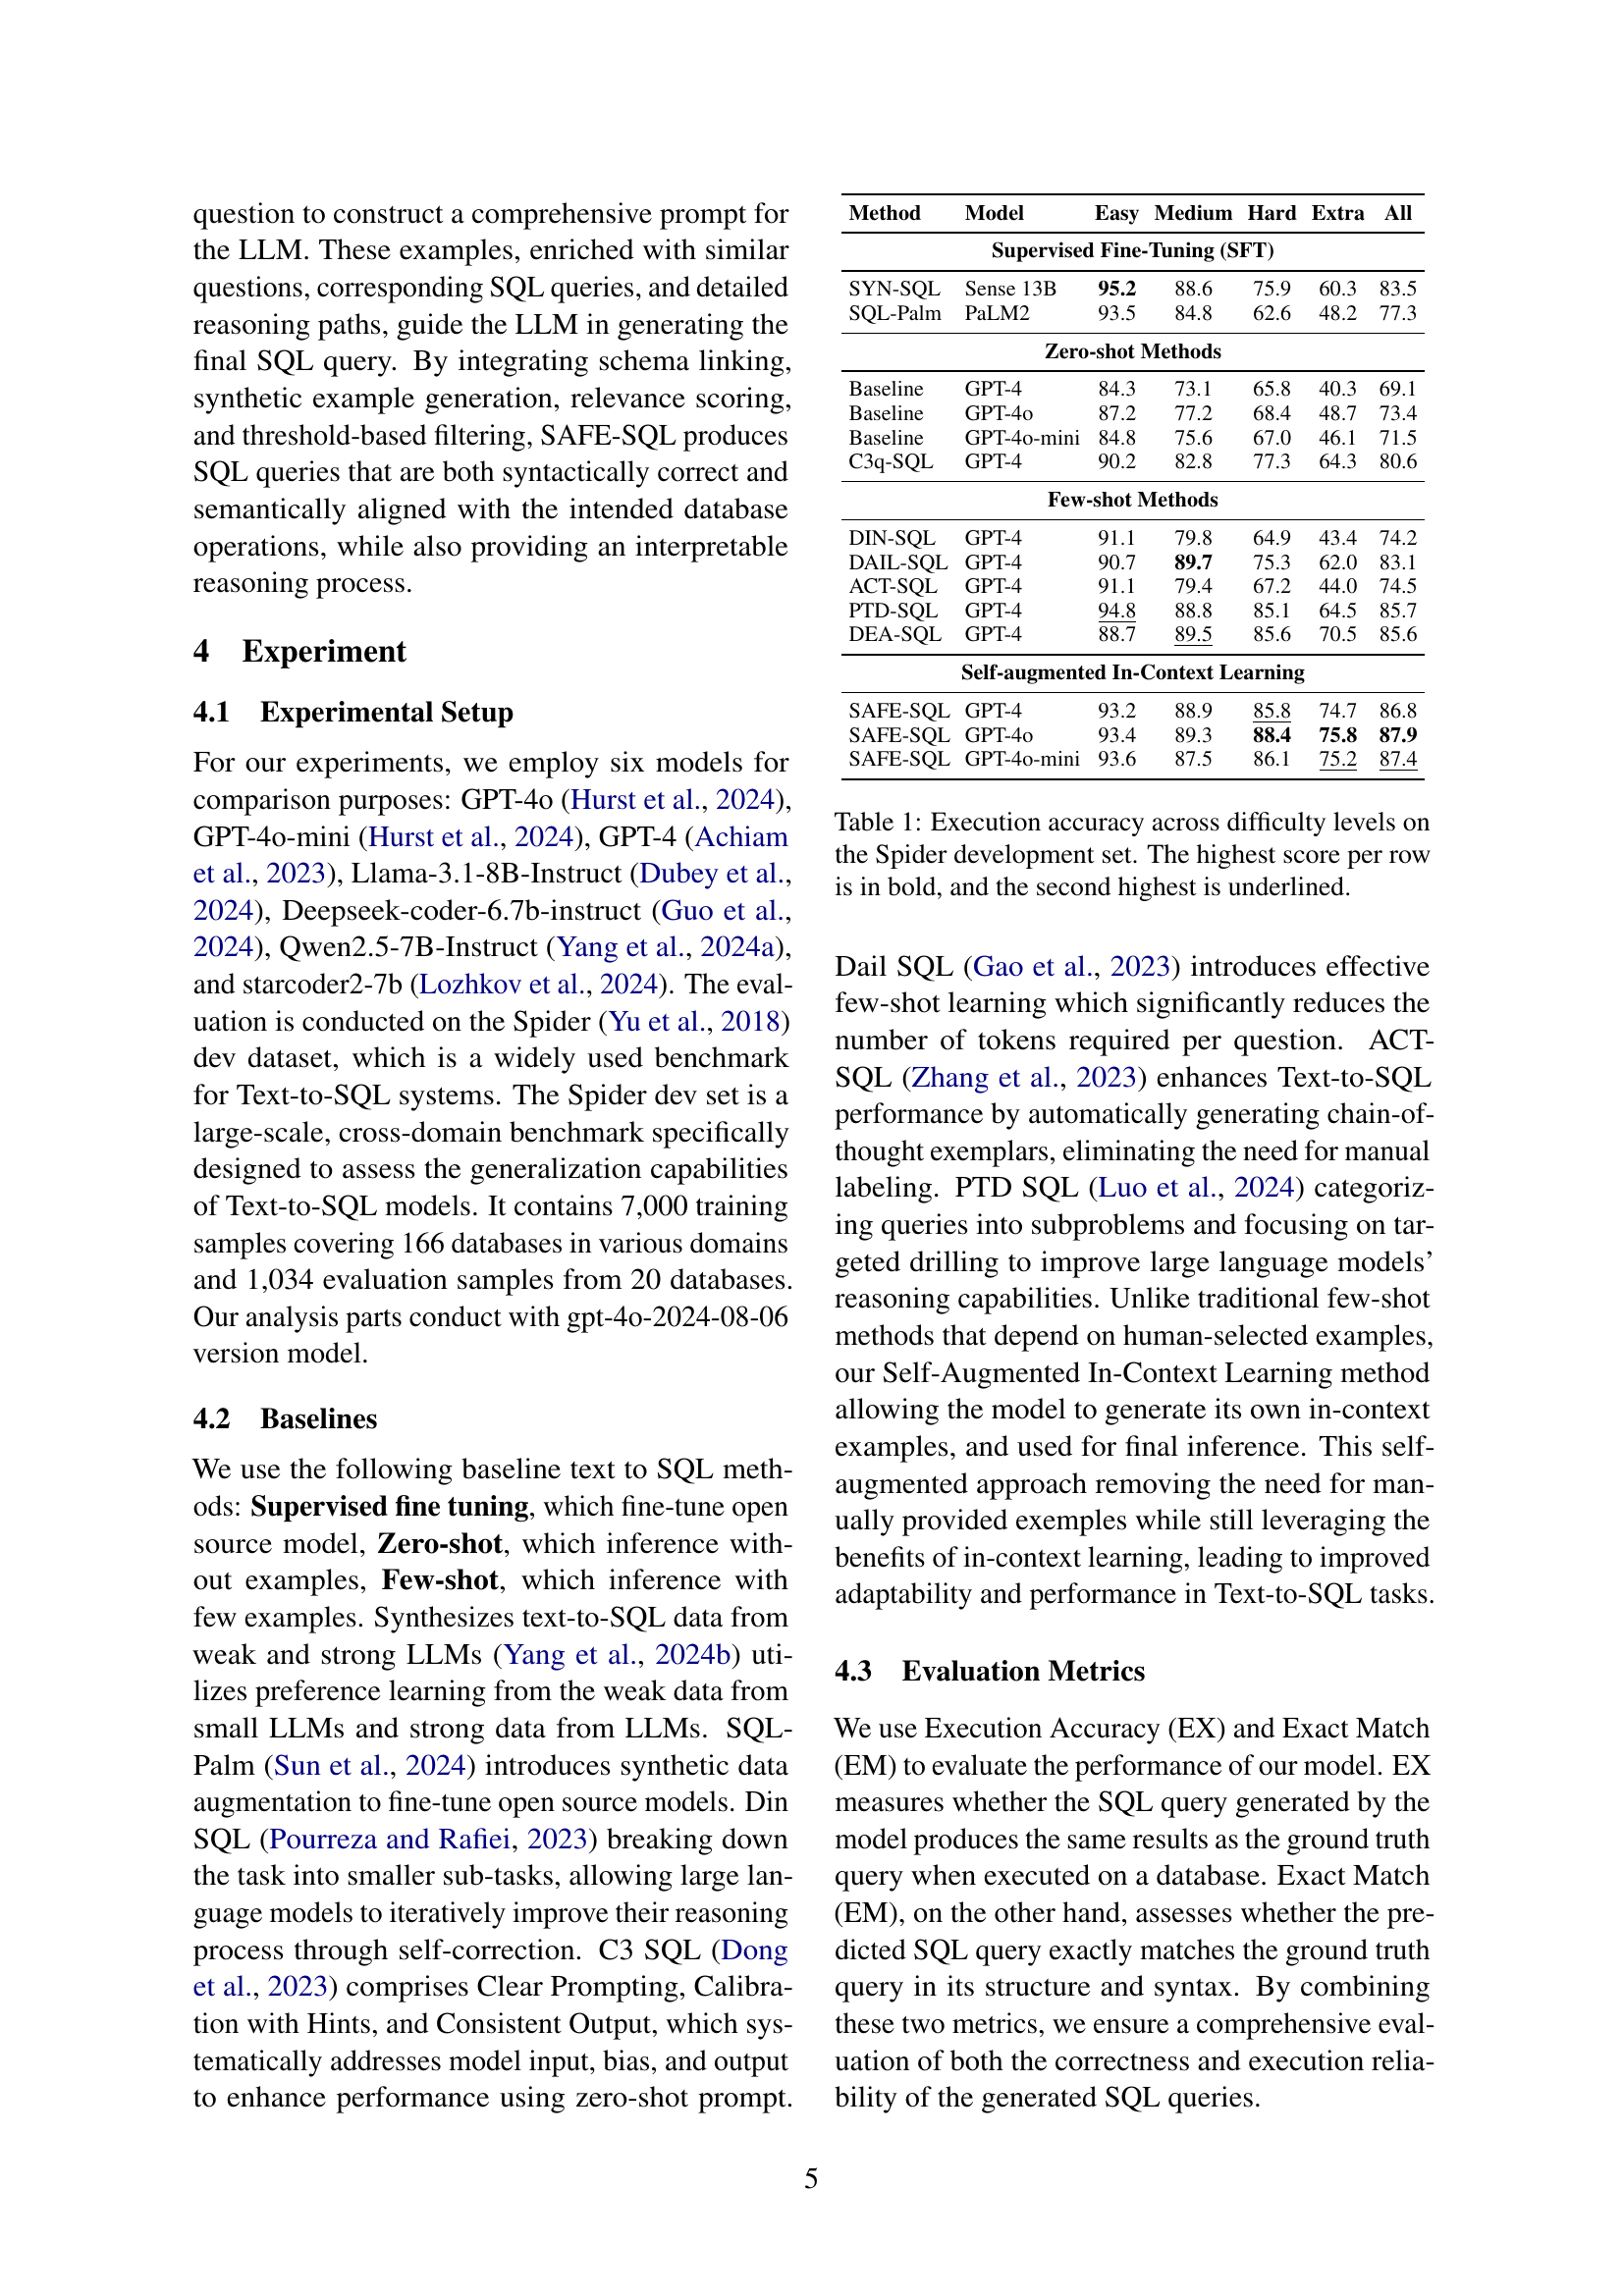 question to construct a comprehensive prompt for
the LLM. These examples, enriched with similar
questions, corresponding SQL queries, and detailed
reasoning paths, guide the LLM in generating the
final SQL query. By integrating schema linking,
synthetic example generation, relevance scoring,
and threshold-based filtering, SAFE-SQL produces
SQL queries that are both syntactically correct and
semantically aligned with the intended database
operations, while also providing an interpretable
reasoning process.
4 Experiment
4.1 Experimental Setup
For our experiments, we employ six models for
comparison purposes: GPT-4o (Hurst et al., 2024),
GPT-4o-mini (Hurst et al., 2024), GPT-4 (Achiam
et al., 2023), Llama-3.1-8B-Instruct (Dubey et al.,
2024), Deepseek-coder-6.7b-instruct (Guo et al.,
2024), Qwen2.5-7B-Instruct (Yang et al., 2024a),
and starcoder2-7b (Lozhkov et al., 2024). The eval-
uation is conducted on the Spider (Yu et al., 2018)
dev dataset, which is a widely used benchmark
for Text-to-SQL systems. The Spider dev set is a
large-scale, cross-domain benchmark specifically
designed to assess the generalization capabilities
of Text-to-SQL models. It contains 7,000 training
samples covering 166 databases in various domains
and 1,034 evaluation samples from 20 databases.
Our analysis parts conduct with gpt-4o-2024-08-06
version model.
4.2 Baselines
We use the following baseline text to SQL meth-
ods: Supervised fine tuning, which fine-tune open
source model, Zero-shot, which inference with-
out examples, Few-shot, which inference with
few examples. Synthesizes text-to-SQL data from
weak and strong LLMs (Yang et al., 2024b) uti-
lizes preference learning from the weak data from
small LLMs and strong data from LLMs. SQL-
Palm (Sun et al., 2024) introduces synthetic data
augmentation to fine-tune open source models. Din
SQL (Pourreza and Rafiei, 2023) breaking down
the task into smaller sub-tasks, allowing large lan-
guage models to iteratively improve their reasoning
process through self-correction. C3 SQL (Dong
et al., 2023) comprises Clear Prompting, Calibra-
tion with Hints, and Consistent Output, which sys-
tematically addresses model input, bias, and output
to enhance performance using zero-shot prompt.
Method Model Easy Medium Hard Extra All
Supervised Fine-Tuning (SFT)
SYN-SQL Sense 13B 95.2 88.6 75.9 60.3 83.5
SQL-Palm PaLM2 93.5 84.8 62.6 48.2 77.3
Zero-shot Methods
Baseline GPT-4 84.3 73.1 65.8 40.3 69.1
Baseline GPT-4o 87.2 77.2 68.4 48.7 73.4
Baseline GPT-4o-mini 84.8 75.6 67.0 46.1 71.5
C3q-SQL GPT-4 90.2 82.8 77.3 64.3 80.6
Few-shot Methods
DIN-SQL GPT-4 91.1 79.8 64.9 43.4 74.2
DAIL-SQL GPT-4 90.7 89.7 75.3 62.0 83.1
ACT-SQL GPT-4 91.1 79.4 67.2 44.0 74.5
PTD-SQL GPT-4 94.8 88.8 85.1 64.5 85.7
DEA-SQL GPT-4 88.7 89.5 85.6 70.5 85.6
Self-augmented In-Context Learning
SAFE-SQL GPT-4 93.2 88.9 85.8 74.7 86.8
SAFE-SQL GPT-4o 93.4 89.3 88.4 75.8 87.9
SAFE-SQL GPT-4o-mini 93.6 87.5 86.1 75.2 87.4
Table 1: Execution accuracy across difficulty levels on
the Spider development set. The highest score per row
is in bold, and the second highest is underlined.
Dail SQL (Gao et al., 2023) introduces effective
few-shot learning which significantly reduces the
number of tokens required per question. ACT-
SQL (Zhang et al., 2023) enhances Text-to-SQL
performance by automatically generating chain-of-
thought exemplars, eliminating the need for manual
labeling. PTD SQL (Luo et al., 2024) categoriz-
ing queries into subproblems and focusing on tar-
geted drilling to improve large language models'
reasoning capabilities. Unlike traditional few-shot
methods that depend on human-selected examples,
our Self-Augmented In-Context Learning method
allowing the model to generate its own in-context
examples, and used for final inference. This self-
augmented approach removing the need for man-
ually provided exemples while still leveraging the
benefits of in-context learning, leading to improved
adaptability and performance in Text-to-SQL tasks.
4.3 Evaluation Metrics
We use Execution Accuracy (EX) and Exact Match
(EM) to evaluate the performance of our model. EX
measures whether the SQL query generated by the
model produces the same results as the ground truth
query when executed on a database. Exact Match
(EM), on the other hand, assesses whether the pre-
dicted SQL query exactly matches the ground truth
query in its structure and syntax. By combining
these two metrics, we ensure a comprehensive eval-
uation of both the correctness and execution relia-
bility of the generated SQL queries.
5